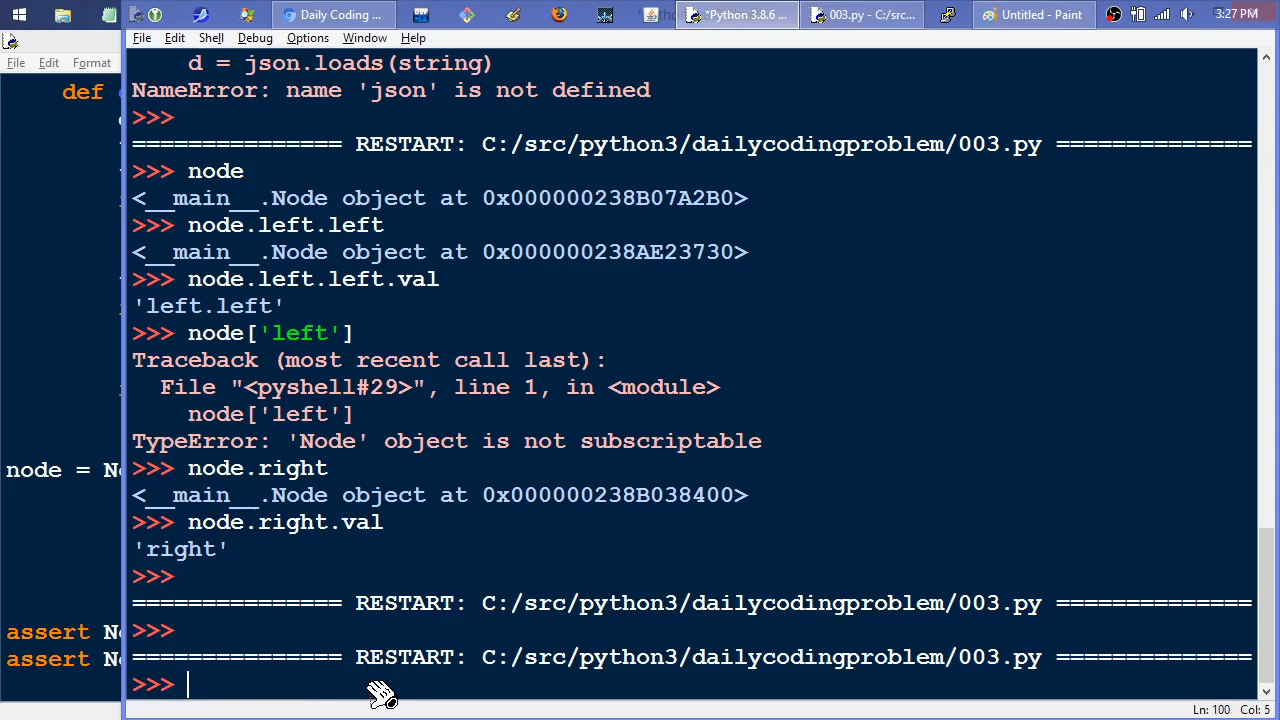 Daily Coding ...
*Python 3.8.6 ...
003.py - C:/src/...
Untitled - Paint
3:27 PM
File Edit Shell Debug Options Window Help
File Edit Format
d = json.loads(string)
NameError: name 'json' is not defined
def
>>>
=============== RESTART: C:/src/python3/dailycodingproblem/003.py ==============
>>> node
<__main__.Node object at 0x000000238B07A2B0>
>>> node.left.left
<__main__.Node object at 0x000000238AE23730>
>>> node.left.left.val
'left.left'
>>> node['left']
Traceback (most recent call last):
  File "<pyshell#29>", line 1, in <module>
    node['left']
TypeError: 'Node' object is not subscriptable
>>> node.right
node = No
<__main__.Node object at 0x000000238B038400>
>>> node.right.val
'right'
>>>
=============== RESTART: C:/src/python3/dailycodingproblem/003.py ==============
>>>
assert No
=============== RESTART: C:/src/python3/dailycodingproblem/003.py ==============
assert No
>>>
Ln: 100 Col: 5